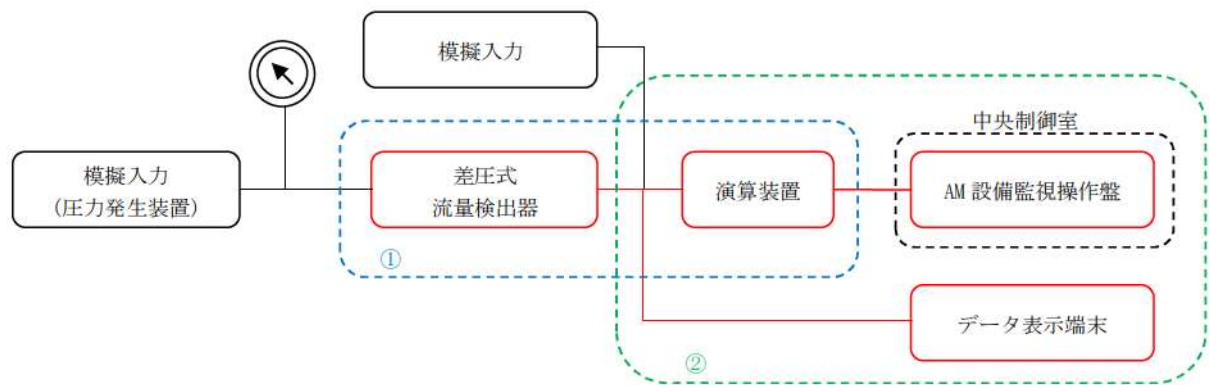 模擬入力
中央制御室
模擬入力
(圧力発生装置)
差圧式
流量検出器
演算装置
AM 設備監視操作盤
①
データ表示端末
②